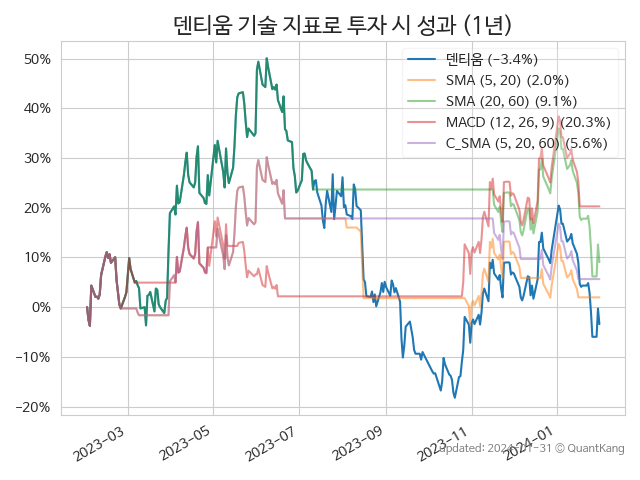 덴티움 기술 지표로 투자 시 성과 (1년)
덴티움 (−3.4%)
SMA (5, 20) (2.0%)
SMA (20, 60) (9.1%)
MACD (12, 26, 9) (20.3%)
C_SMA (5, 20, 60) (5.6%)
50%
40%
30%
20%
10%
0%
−10%
−20%
2023-03
2023-05
2023-07
2023-09
2023-11
2024-01
updated: 2024-01-31 © QuantKang